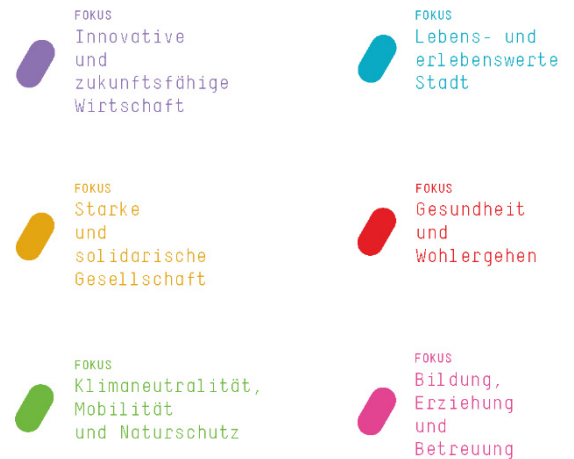 FOKUS
Innovative
und
zukunftsfähige
Wirtschaft
FOKUS
Lebens- und
erlebenswerte
Stadt
FOKUS
Starke
und
solidarische
Gesellschaft
FOKUS
Gesundheit
und
Wohlergehen
FOKUS
Klimaneutralität,
Mobilität
und Naturschutz
FOKUS
Bildung,
Erziehung
und
Betreuung